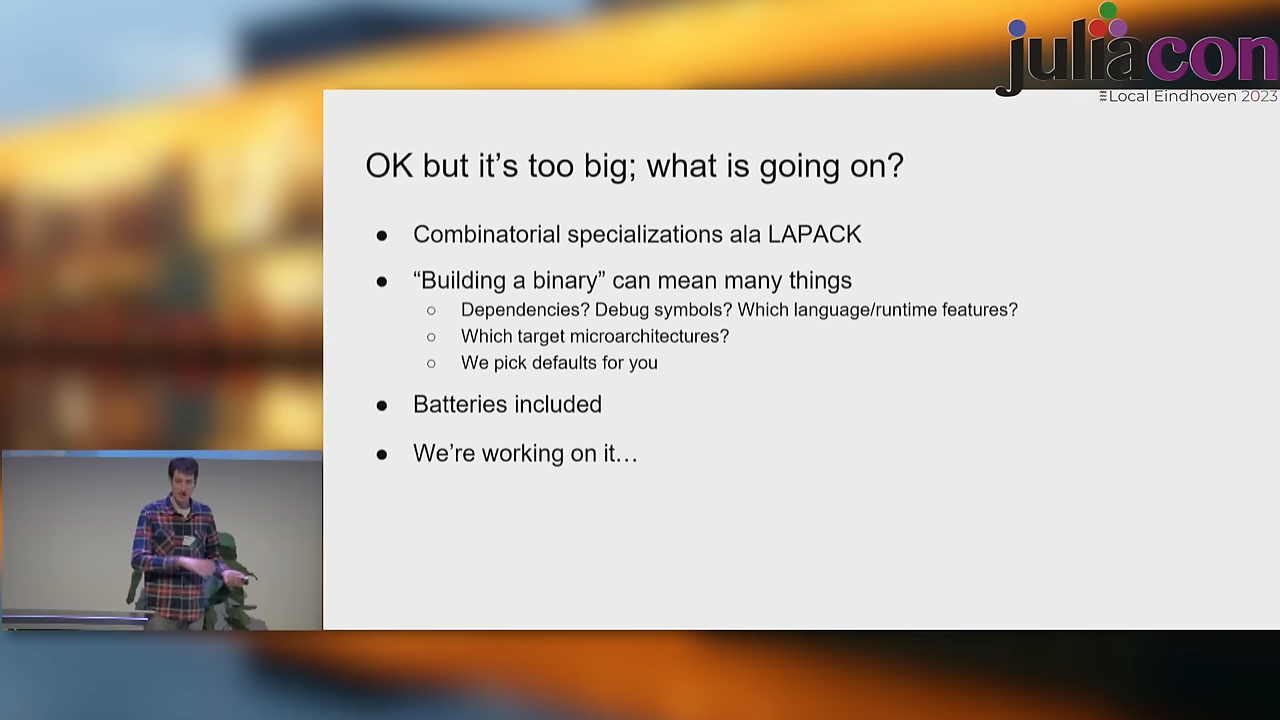 juliacon
Local Eindhoven 2023
OK but it’s too big; what is going on?
● Combinatorial specializations ala LAPACK
● “Building a binary” can mean many things
○ Dependencies? Debug symbols? Which language/runtime features?
○ Which target microarchitectures?
○ We pick defaults for you
● Batteries included
● We’re working on it…